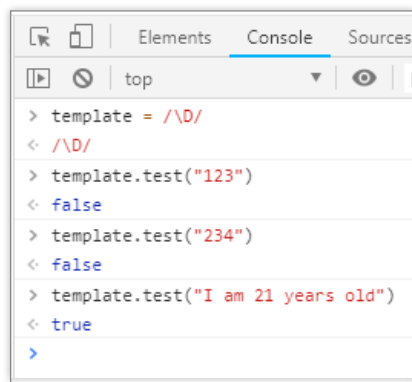 Elements Console Sources
top
> template = /\D/
< /\D/
> template.test("123")
< false
> template.test("234")
< false
> template.test("I am 21 years old")
< true
>